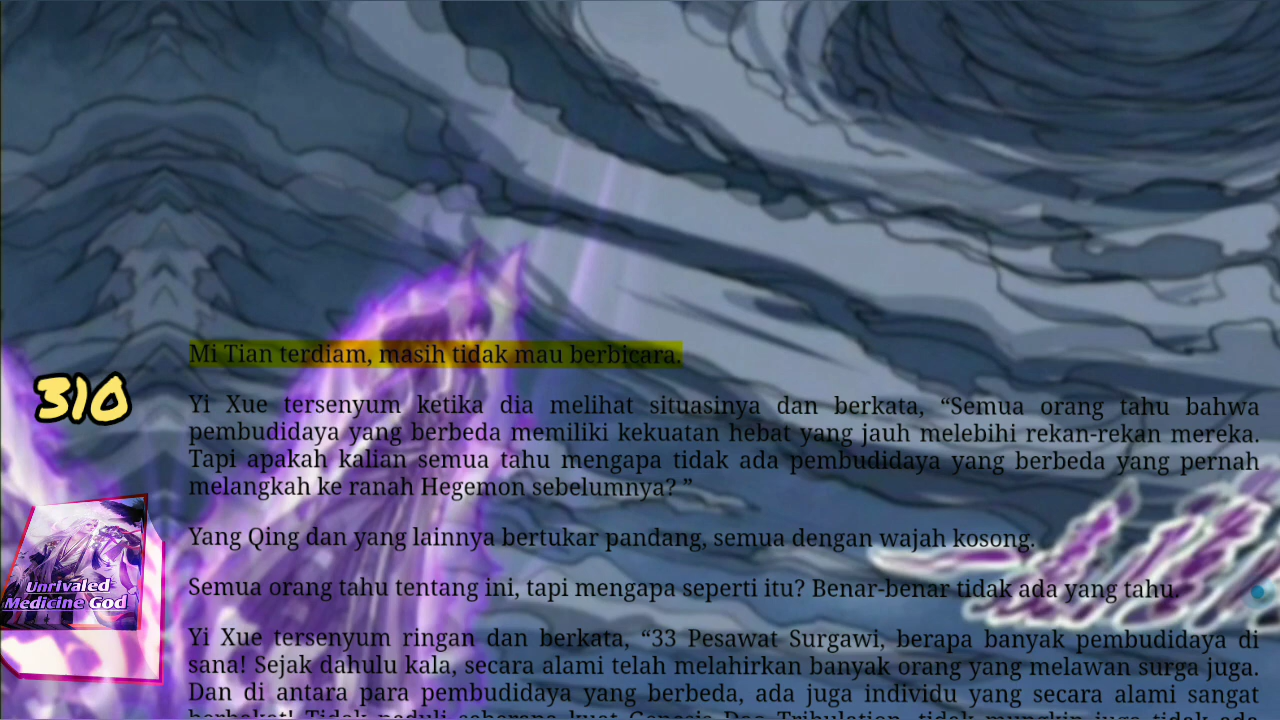 Mi Tian terdiam, masih tidak mau berbicara.
310
Yi Xue tersenyum ketika dia melihat situasinya dan berkata, “Semua orang tahu bahwa
pembudidaya yang berbeda memiliki kekuatan hebat yang jauh melebihi rekan-rekan mereka.
Tapi apakah kalian semua tahu mengapa tidak ada pembudidaya yang berbeda yang pernah
melangkah ke ranah Hegemon sebelumnya? ”
Yang Qing dan yang lainnya bertukar pandang, semua dengan wajah kosong.
Unrivaled
Medicine God
Semua orang tahu tentang ini, tapi mengapa seperti itu? Benar-benar tidak ada yang tahu.
Yi Xue tersenyum ringan dan berkata, “33 Pesawat Surgawi, berapa banyak pembudidaya di
sana! Sejak dahulu kala, secara alami telah melahirkan banyak orang yang melawan surga juga.
Dan di antara para pembudidaya yang berbeda, ada juga individu yang secara alami sangat